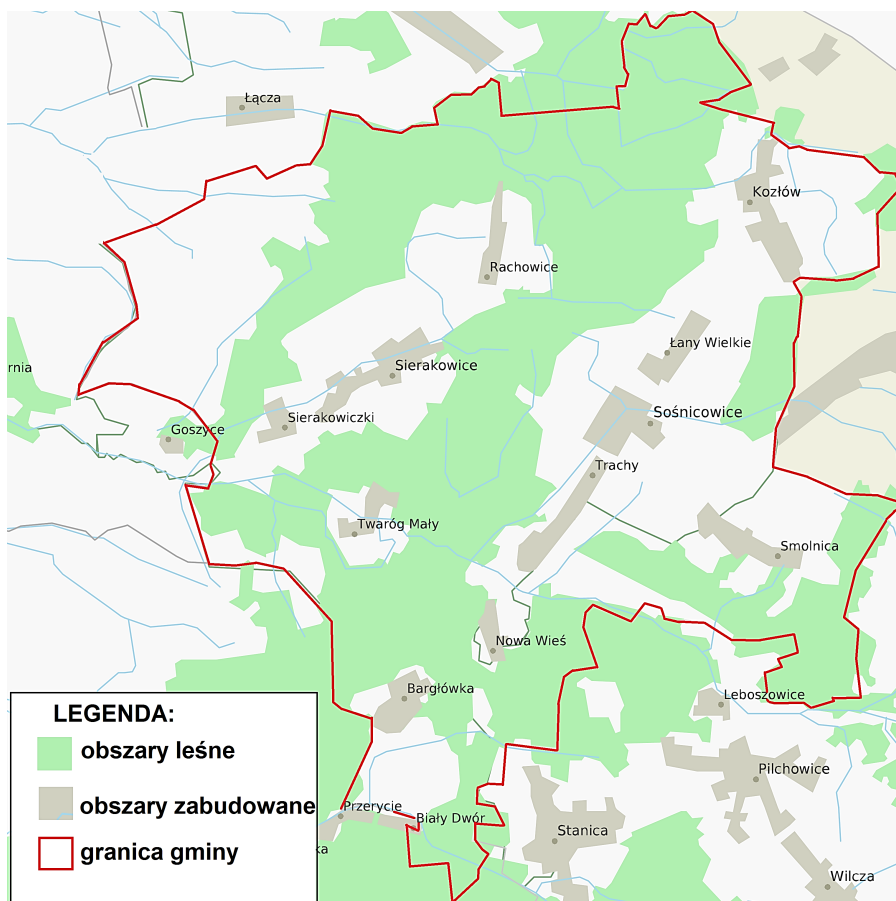 Łącza
Kozłów
Rachowice
Łany Wielkie
rnia
Sierakowice
Sośnicowice
Sierakowiczki
Goszyce
Trachy
Twaróg Mały
Smolnica
Nowa Wieś
Bargłówka
Leboszowice
LEGENDA:
obszary leśne
Pilchowice
obszary zabudowane
Przerycie
Biały Dwór
Stanica
ka
granica gminy
Wilcza